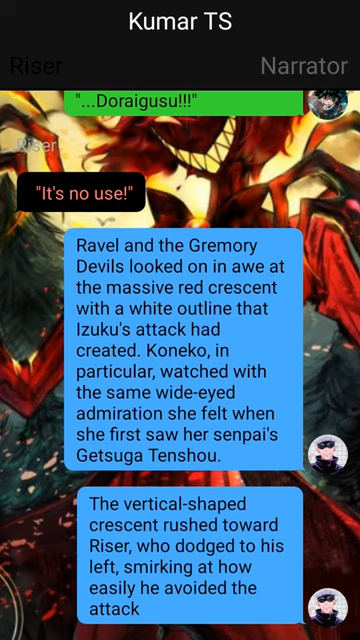 Kumar TS
Riser
Narrator
"...Doraigusu!!!"
Riser
"It's no use!"
Ravel and the Gremory
Devils looked on in awe at
the massive red crescent
with a white outline that
Izuku's attack had
created. Koneko, in
particular, watched with
the same wide-eyed
admiration she felt when
she first saw her senpai's
Getsuga Tenshou.
The vertical-shaped
crescent rushed toward
Riser, who dodged to his
left, smirking at how
easily he avoided the
attack